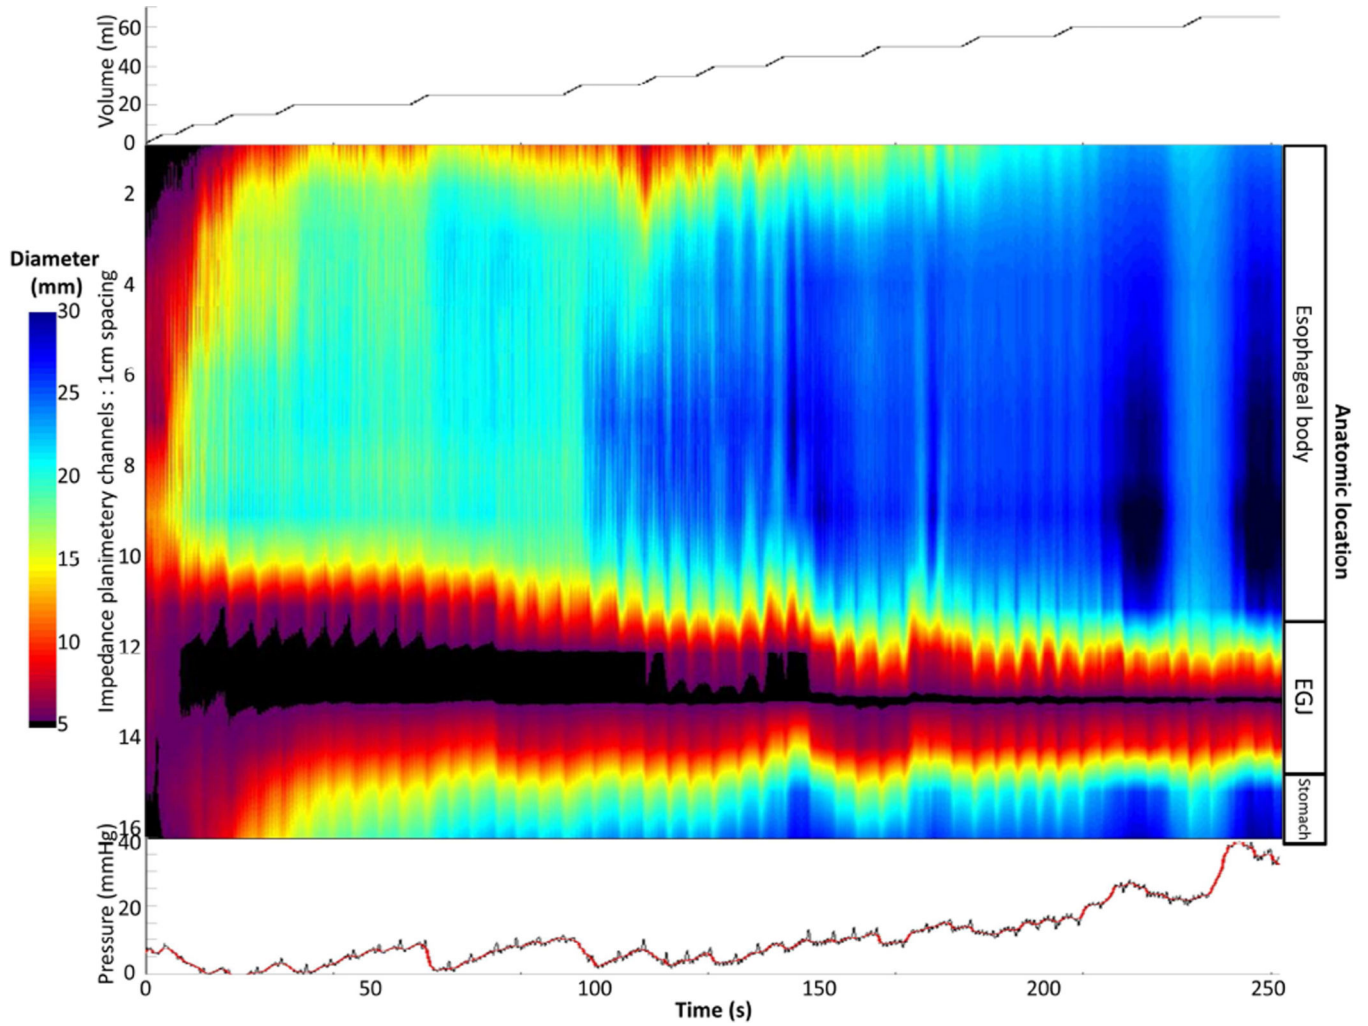 Volume (ml)
60
40
20
0
Diameter
(mm)
30
25
20
15
10
5
Impedance planimetery channels : 1cm spacing
2
4
6
8
10
12
14
16
Esophageal body
EGJ
Stomach
Anatomic location
Pressure (mmHg)
40
20
0
0
50
100
150
200
250
Time (s)